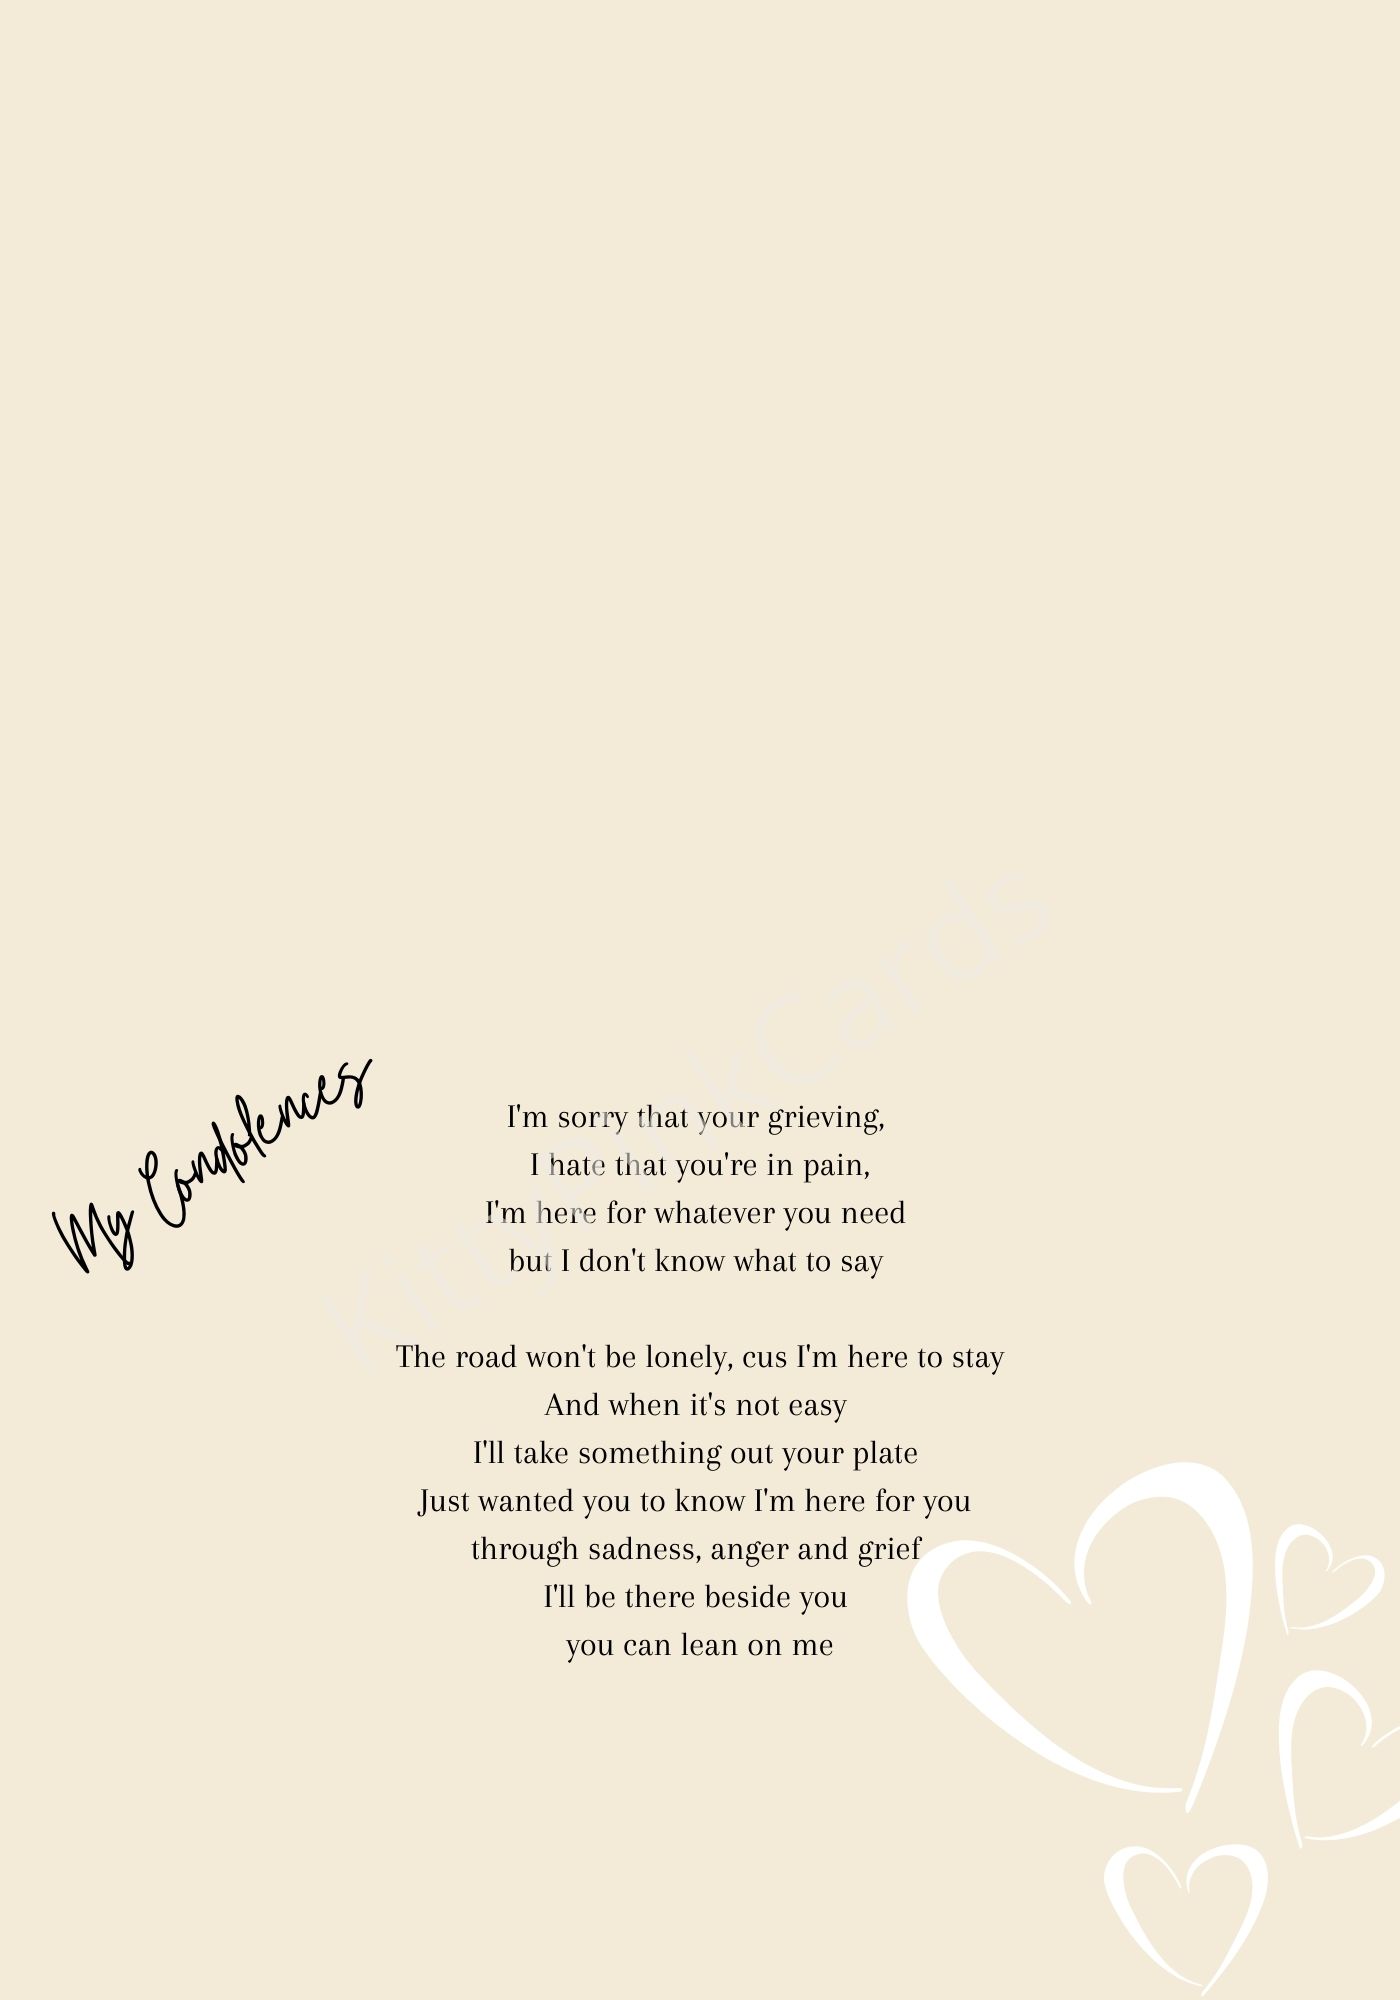 My Condolences
I'm sorry that your grieving,
I hate that you're in pain,
I'm here for whatever you need
but I don't know what to say
The road won't be lonely, cus I'm here to stay
And when it's not easy
I'll take something out your plate
Just wanted you to know I'm here for you
through sadness, anger and grief
I'll be there beside you
you can lean on me
KittyPinkCards